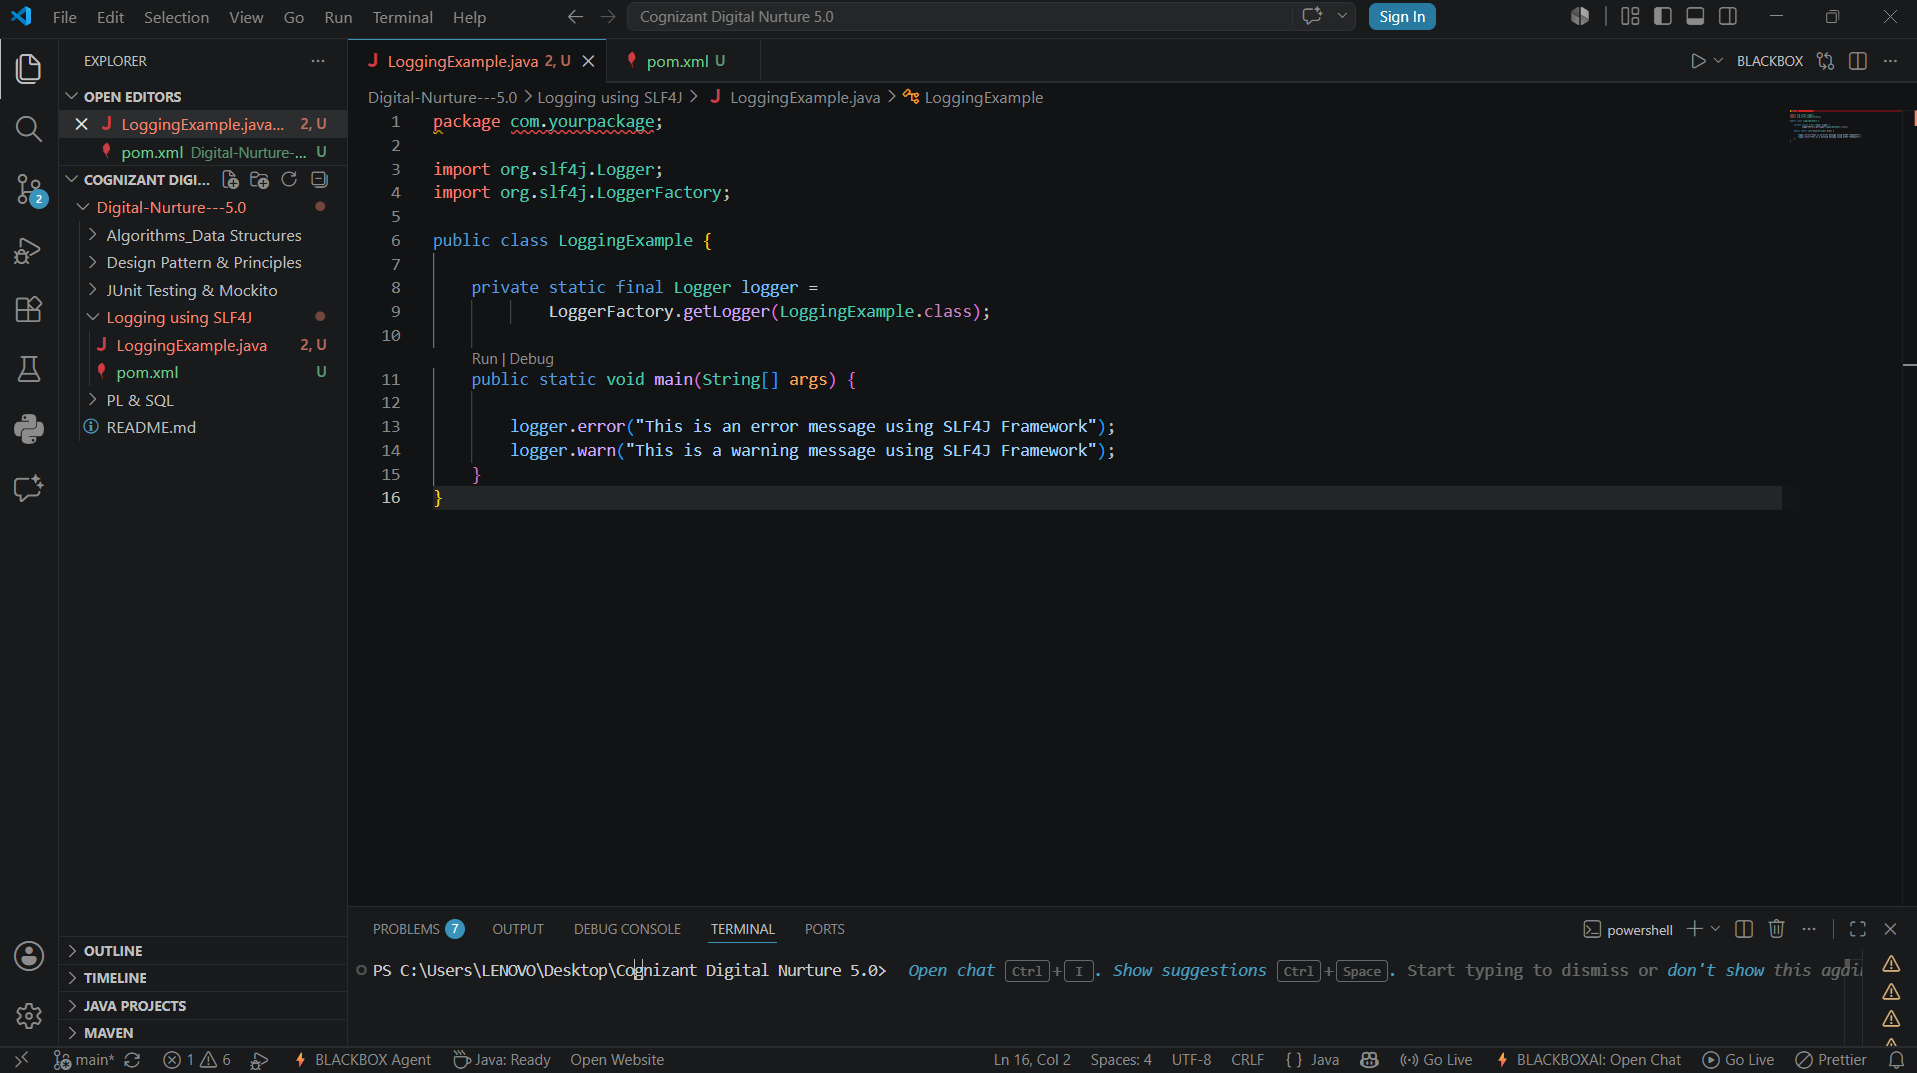 File Edit Selection View Go Run Terminal Help
Cognizant Digital Nurture 5.0
Sign In
EXPLORER
OPEN EDITORS
LoggingExample.java... 2, U
pom.xml Digital-Nurture-... U
COGNIZANT DIGI...
Digital-Nurture---5.0
Algorithms_Data Structures
Design Pattern & Principles
JUnit Testing & Mockito
Logging using SLF4J
LoggingExample.java 2, U
pom.xml U
PL & SQL
README.md
OUTLINE
TIMELINE
JAVA PROJECTS
MAVEN
2
LoggingExample.java 2, U
pom.xml U
BLACKBOX
Digital-Nurture---5.0 > Logging using SLF4J > LoggingExample.java > LoggingExample
1 package com.yourpackage;
2
3 import org.slf4j.Logger;
4 import org.slf4j.LoggerFactory;
5
6 public class LoggingExample {
7
8 private static final Logger logger =
9 LoggerFactory.getLogger(LoggingExample.class);
10
Run | Debug
11 public static void main(String[] args) {
12
13 logger.error("This is an error message using SLF4J Framework");
14 logger.warn("This is a warning message using SLF4J Framework");
15 }
16 }
PROBLEMS 7 OUTPUT DEBUG CONSOLE TERMINAL PORTS
powershell
PS C:\Users\LENOVO\Desktop\Cognizant Digital Nurture 5.0> Open chat Ctrl + I . Show suggestions Ctrl + Space . Start typing to dismiss or don't show this agai
main* 1 6 BLACKBOX Agent Java: Ready Open Website Ln 16, Col 2 Spaces: 4 UTF-8 CRLF {} Java Go Live BLACKBOXAI: Open Chat Go Live Prettier